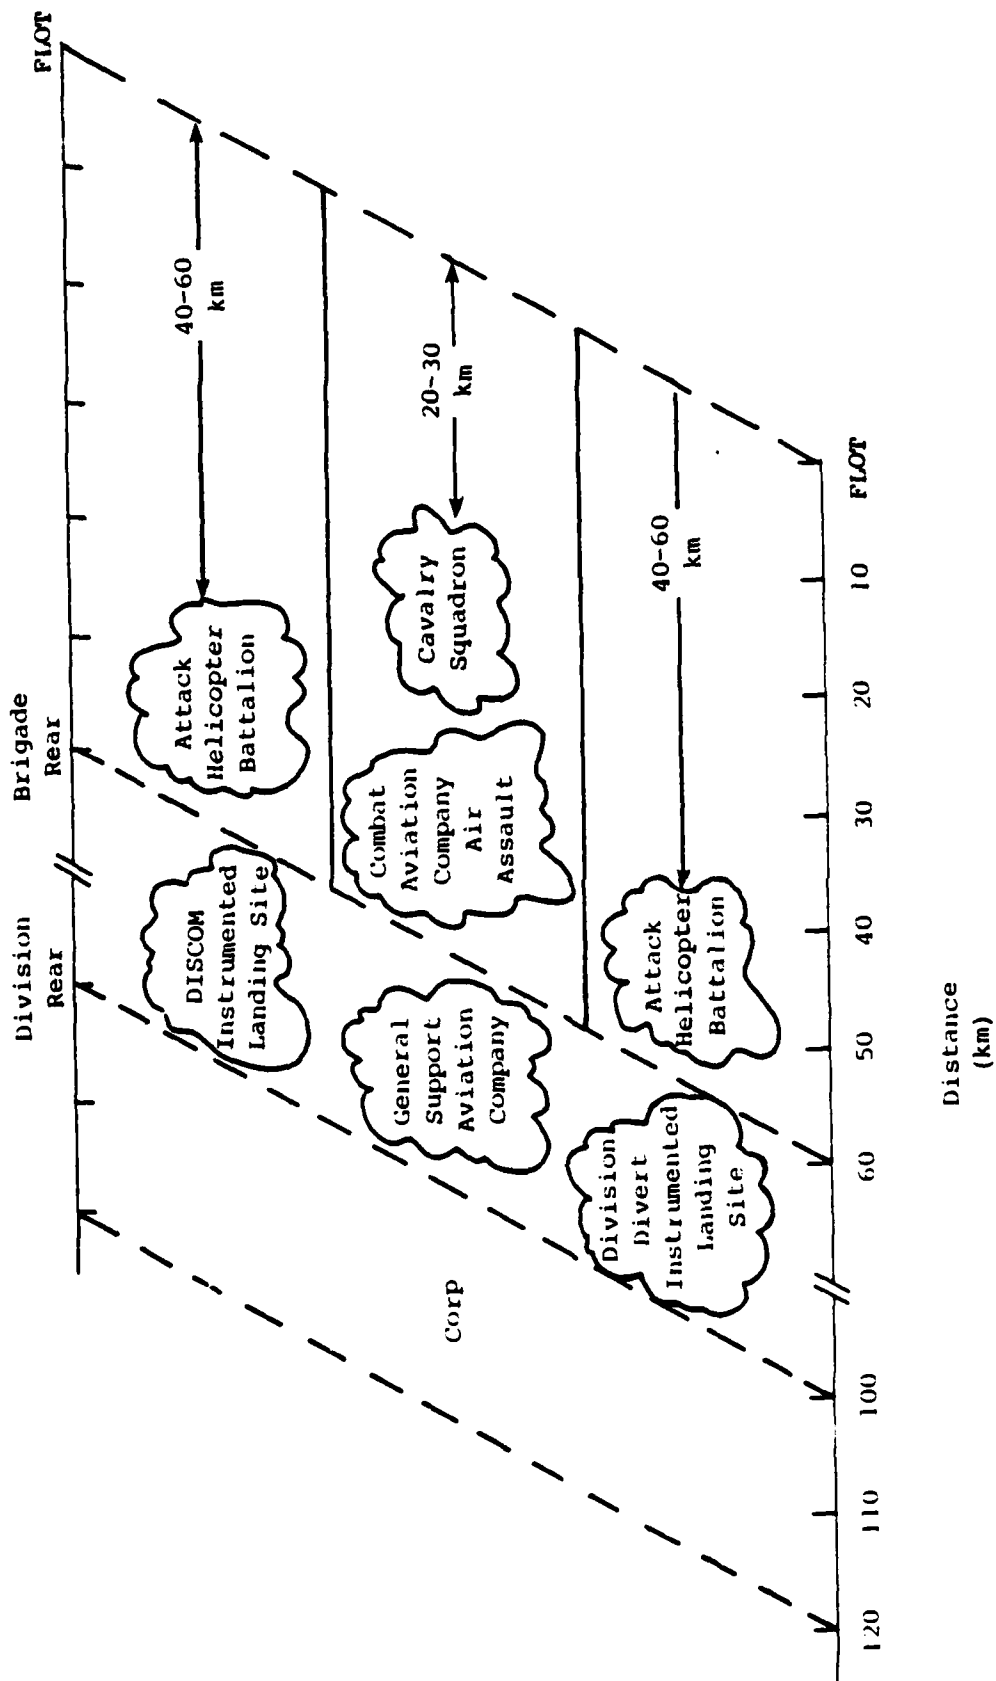 FLOT
Brigade
Rear
Division
Rear
40-60
km
Attack
Helicopter
Battalion
DISCOM
Instrumented
Landing Site
20-30
km
Cavalry
Squadron
Combat
Aviation
Company
Air
Assault
General
Support
Aviation
Company
Corp
40-60
km
Attack
Helicopter
Battalion
Division
Divert
Instrumented
Landing
Site
FLOT
10
20
30
40
50
60
100
110
120
Distance
(km)